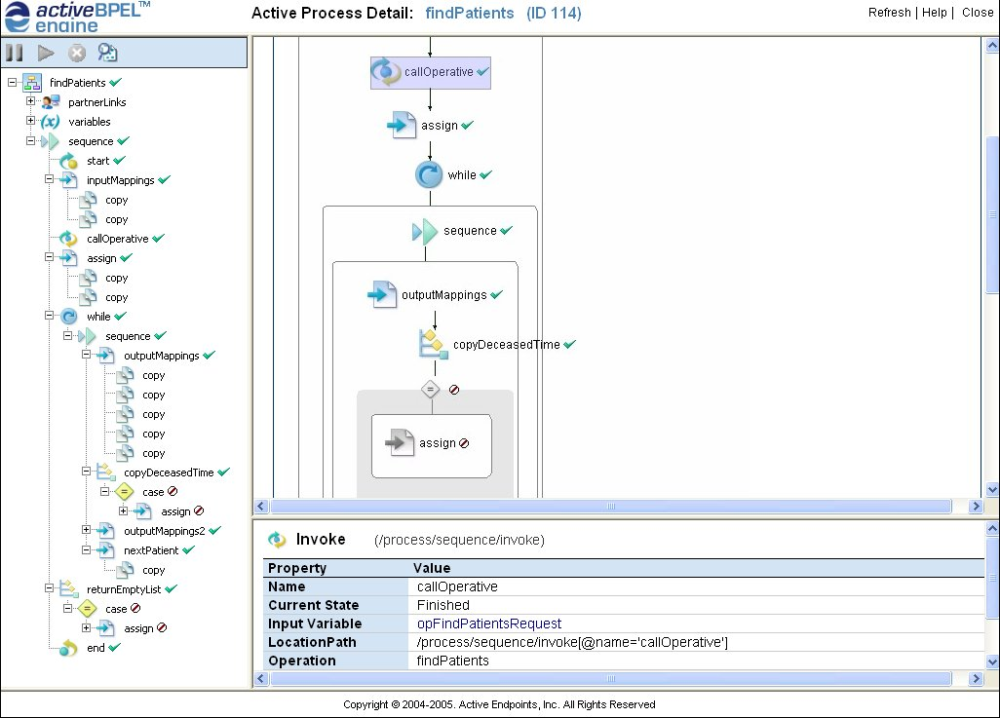 activeBPEL™
engine
Active Process Detail: findPatients (ID 114)
Refresh | Help | Close
findPatients
partnerLinks
(x) variables
sequence
start
inputMappings
copy
copy
callOperative
assign
copy
copy
while
sequence
outputMappings
copy
copy
copy
copy
copy
copyDeceasedTime
= case
assign
outputMappings2
nextPatient
copy
returnEmptyList
= case
assign
end
callOperative
assign
while
sequence
outputMappings
copyDeceasedTime
=
assign
Invoke (/process/sequence/invoke)
Property Value
Name callOperative
Current State Finished
Input Variable opFindPatientsRequest
LocationPath /process/sequence/invoke[@name='callOperative']
Operation findPatients
Copyright © 2004-2005. Active Endpoints, Inc. All Rights Reserved